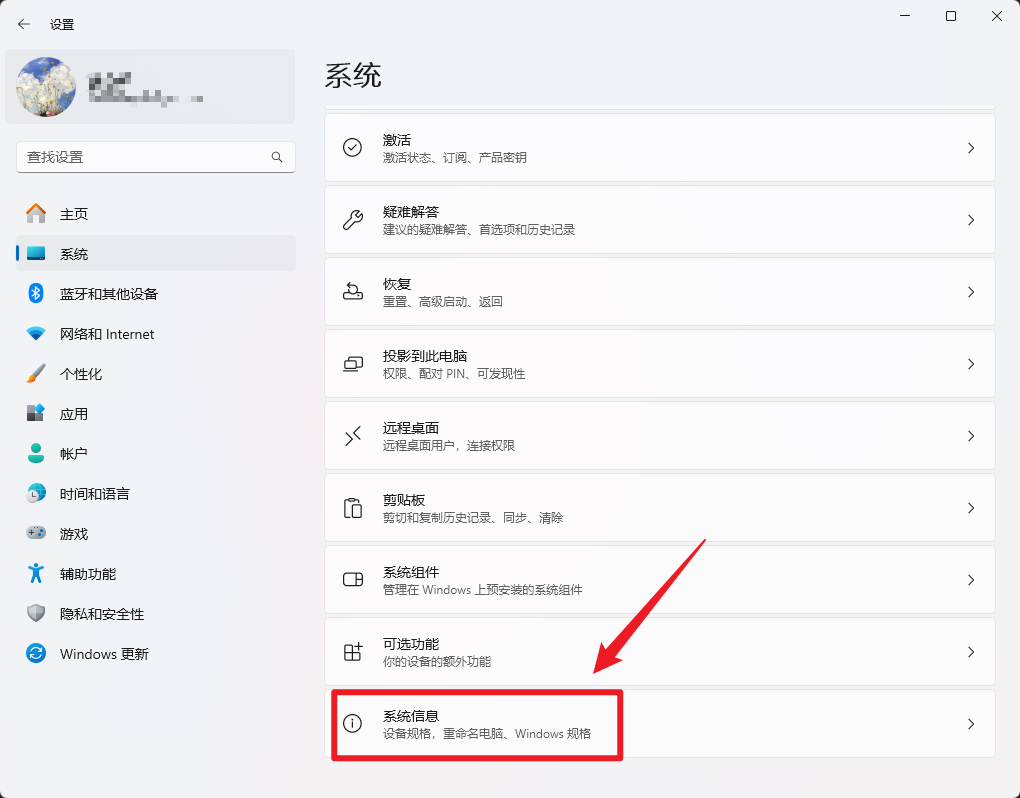 设置
查找设置
主页
系统
蓝牙和其他设备
网络和 Internet
个性化
应用
帐户
时间和语言
游戏
辅助功能
隐私和安全性
Windows 更新
系统
激活
激活状态、订阅、产品密钥
疑难解答
建议的疑难解答、首选项和历史记录
恢复
重置、高级启动、返回
投影到此电脑
权限、配对 PIN、可发现性
远程桌面
远程桌面用户，连接权限
剪贴板
剪切和复制历史记录、同步、清除
系统组件
管理在 Windows 上预安装的系统组件
可选功能
你的设备的额外功能
系统信息
设备规格，重命名电脑、Windows 规格